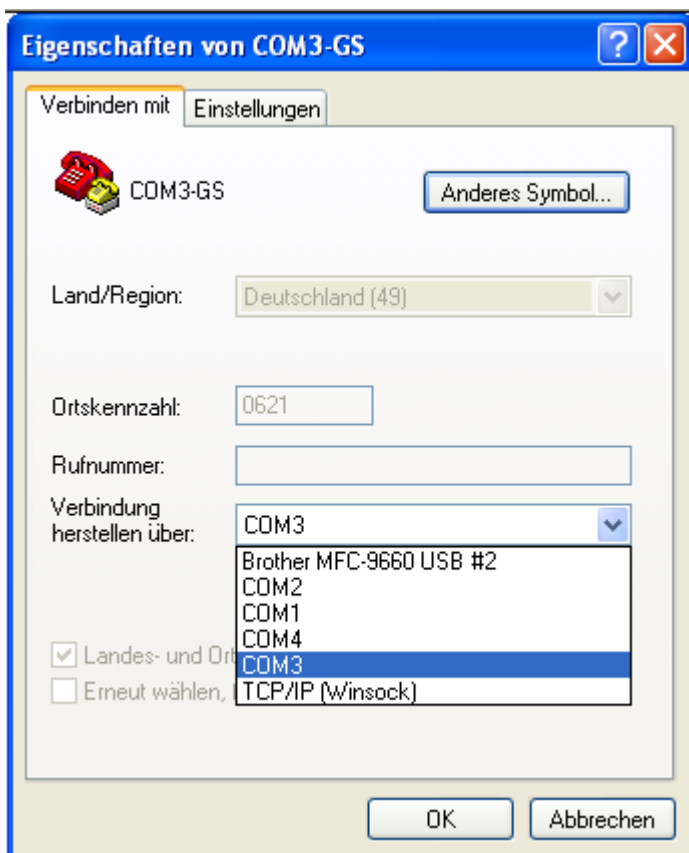 Eigenschaften von COM3-GS
Verbinden mit
Einstellungen
COM3-GS
Anderes Symbol...
Land/Region:
Deutschland (49)
Ortskennzahl:
0621
Rufnummer:
Verbindung
herstellen über:
COM3
Brother MFC-9660 USB #2
COM2
COM1
COM4
COM3
TCP/IP (Winsock)
Landes- und
Erneut wählen,
OK
Abbrechen